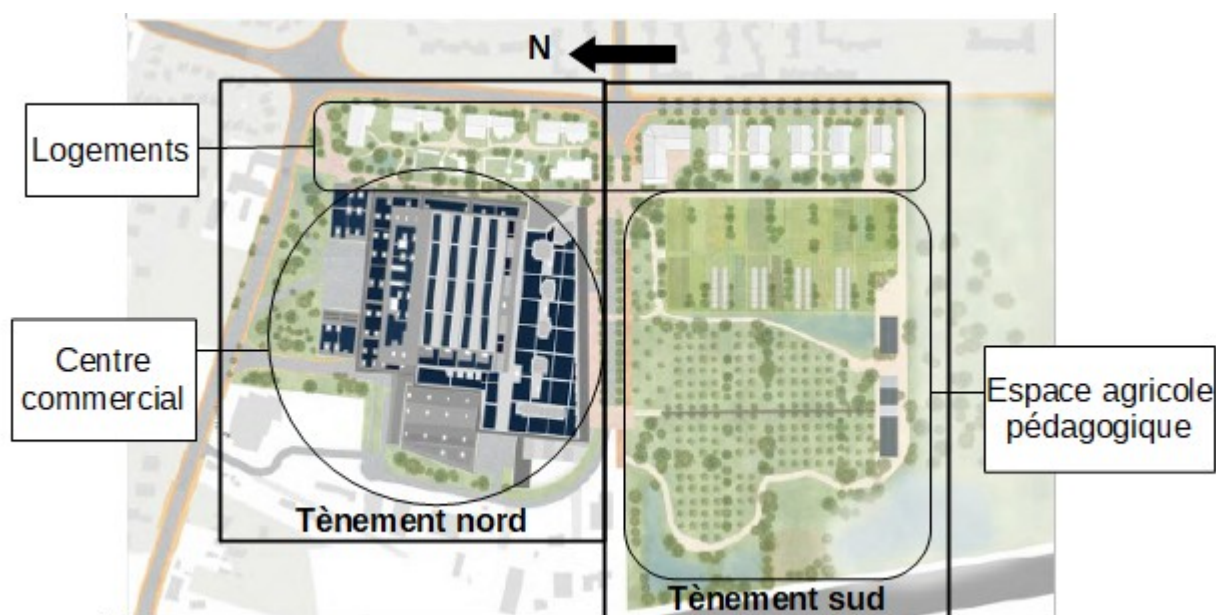 N
Logements
Centre
commercial
Espace agricole
pédagogique
Tènement nord
Tènement sud